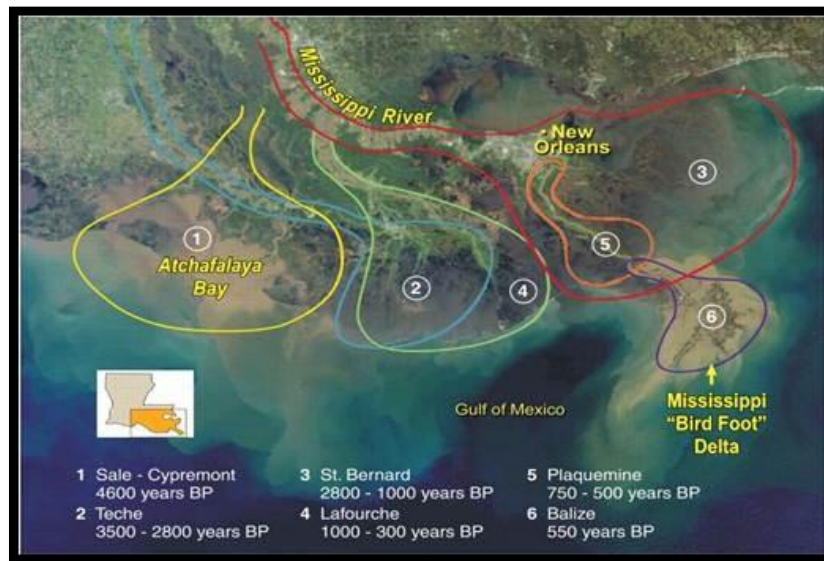 Mississippi River
New
Orleans
3
1
Atchafalaya
Bay
5
2
4
6
Mississippi
"Bird Foot"
Delta
Gulf of Mexico
1 Sale - Cypremont
4600 years BP
2 Teche
3500 - 2800 years BP
3 St. Bernard
2800 - 1000 years BP
4 Lafourche
1000 - 300 years BP
5 Plaquemine
750 - 500 years BP
6 Balize
550 years BP